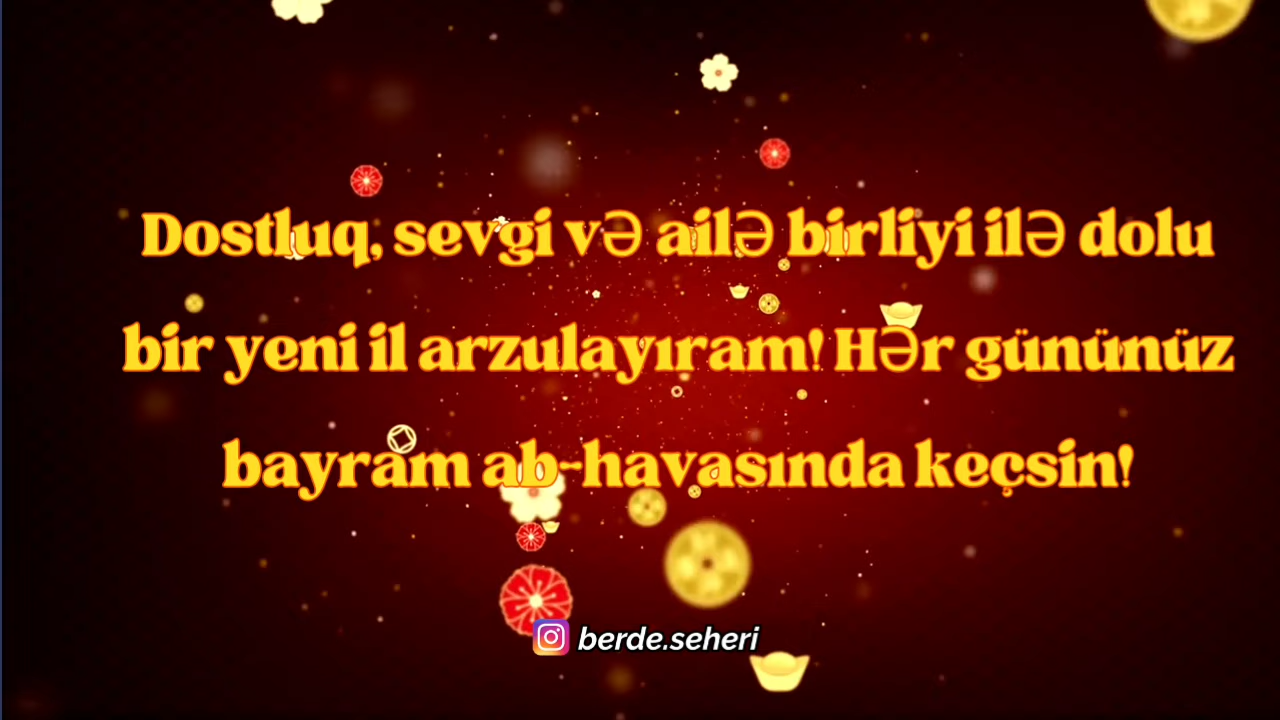 Dostluq, sevgi və ailə birliyi ilə dolu
bir yeni il arzulayıram! Hər gününüz
bayram ab-havasında keçsin!
berde.seheri